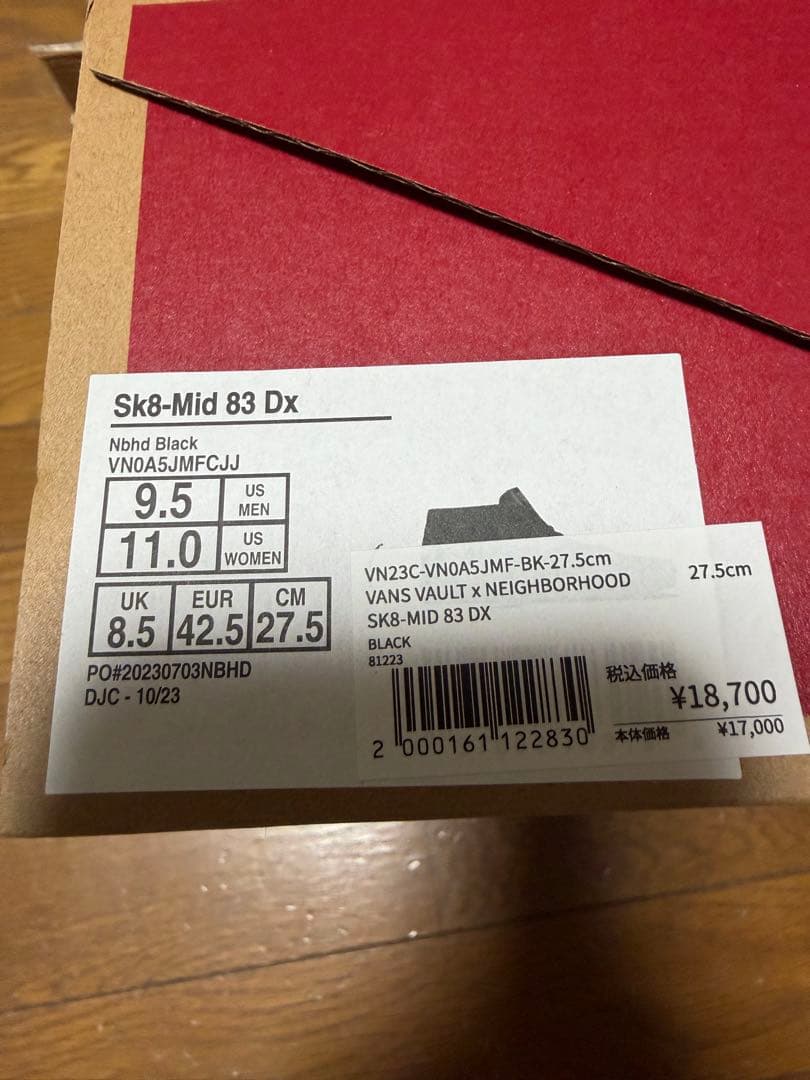 Sk8-Mid 83 Dx
Nbhd Black
VN0A5JMFCJJ
9.5 US MEN
11.0 US WOMEN
UK EUR CM
8.5 42.5 27.5
PO#20230703NBHD
DJC - 10/23
VN23C-VN0A5JMF-BK-27.5cm
27.5cm
VANS VAULT x NEIGHBORHOOD
SK8-MID 83 DX
BLACK
81223
2 000161 122830
税込価格
¥18,700
本体価格 ¥17,000